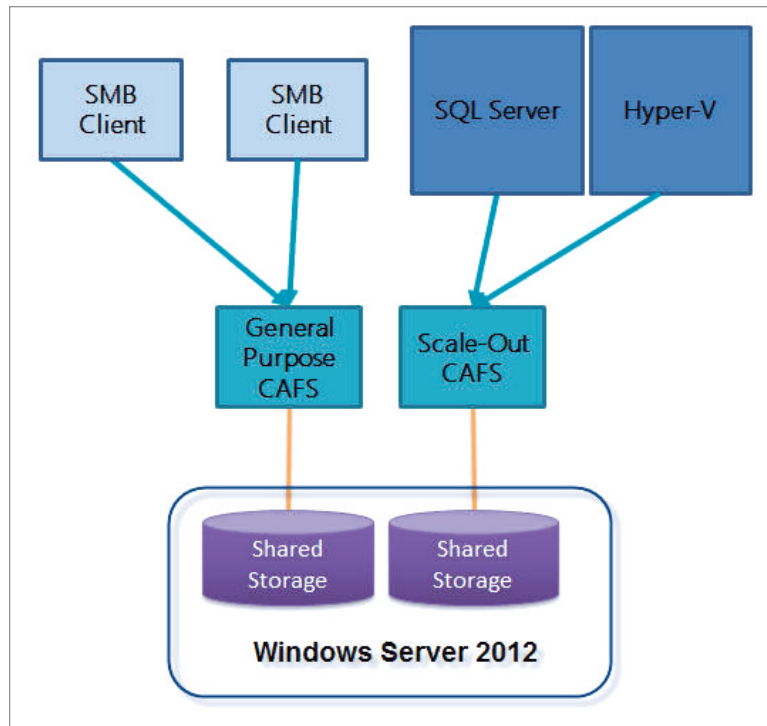 SMB
Client
SMB
Client
SQL Server
Hyper-V
General
Purpose
CAFS
Scale-Out
CAFS
Shared
Storage
Shared
Storage
Windows Server 2012